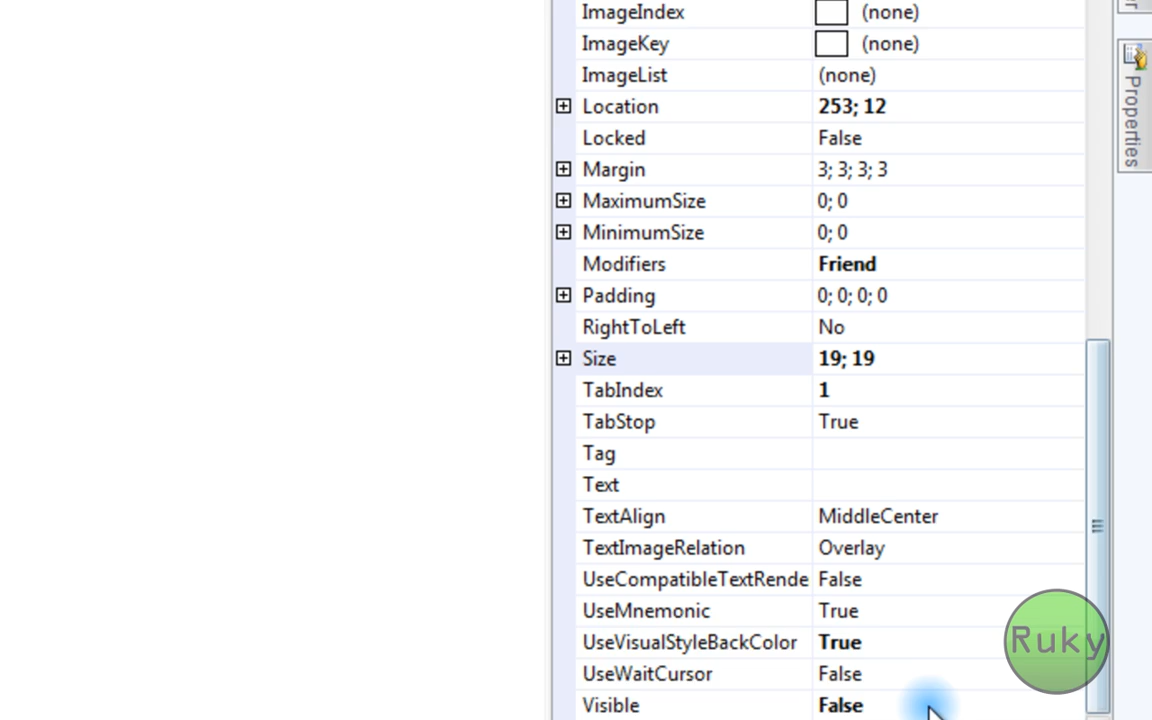 ImageIndex (none)
ImageKey (none)
ImageList (none)
Location 253; 12
Locked False
Margin 3; 3; 3; 3
MaximumSize 0; 0
MinimumSize 0; 0
Modifiers Friend
Padding 0; 0; 0; 0
RightToLeft No
Size 19; 19
TabIndex 1
TabStop True
Tag
Text
TextAlign MiddleCenter
TextImageRelation Overlay
UseCompatibleTextRende False
UseMnemonic True
UseVisualStyleBackColor True
UseWaitCursor False
Visible False
Properties
Ruky